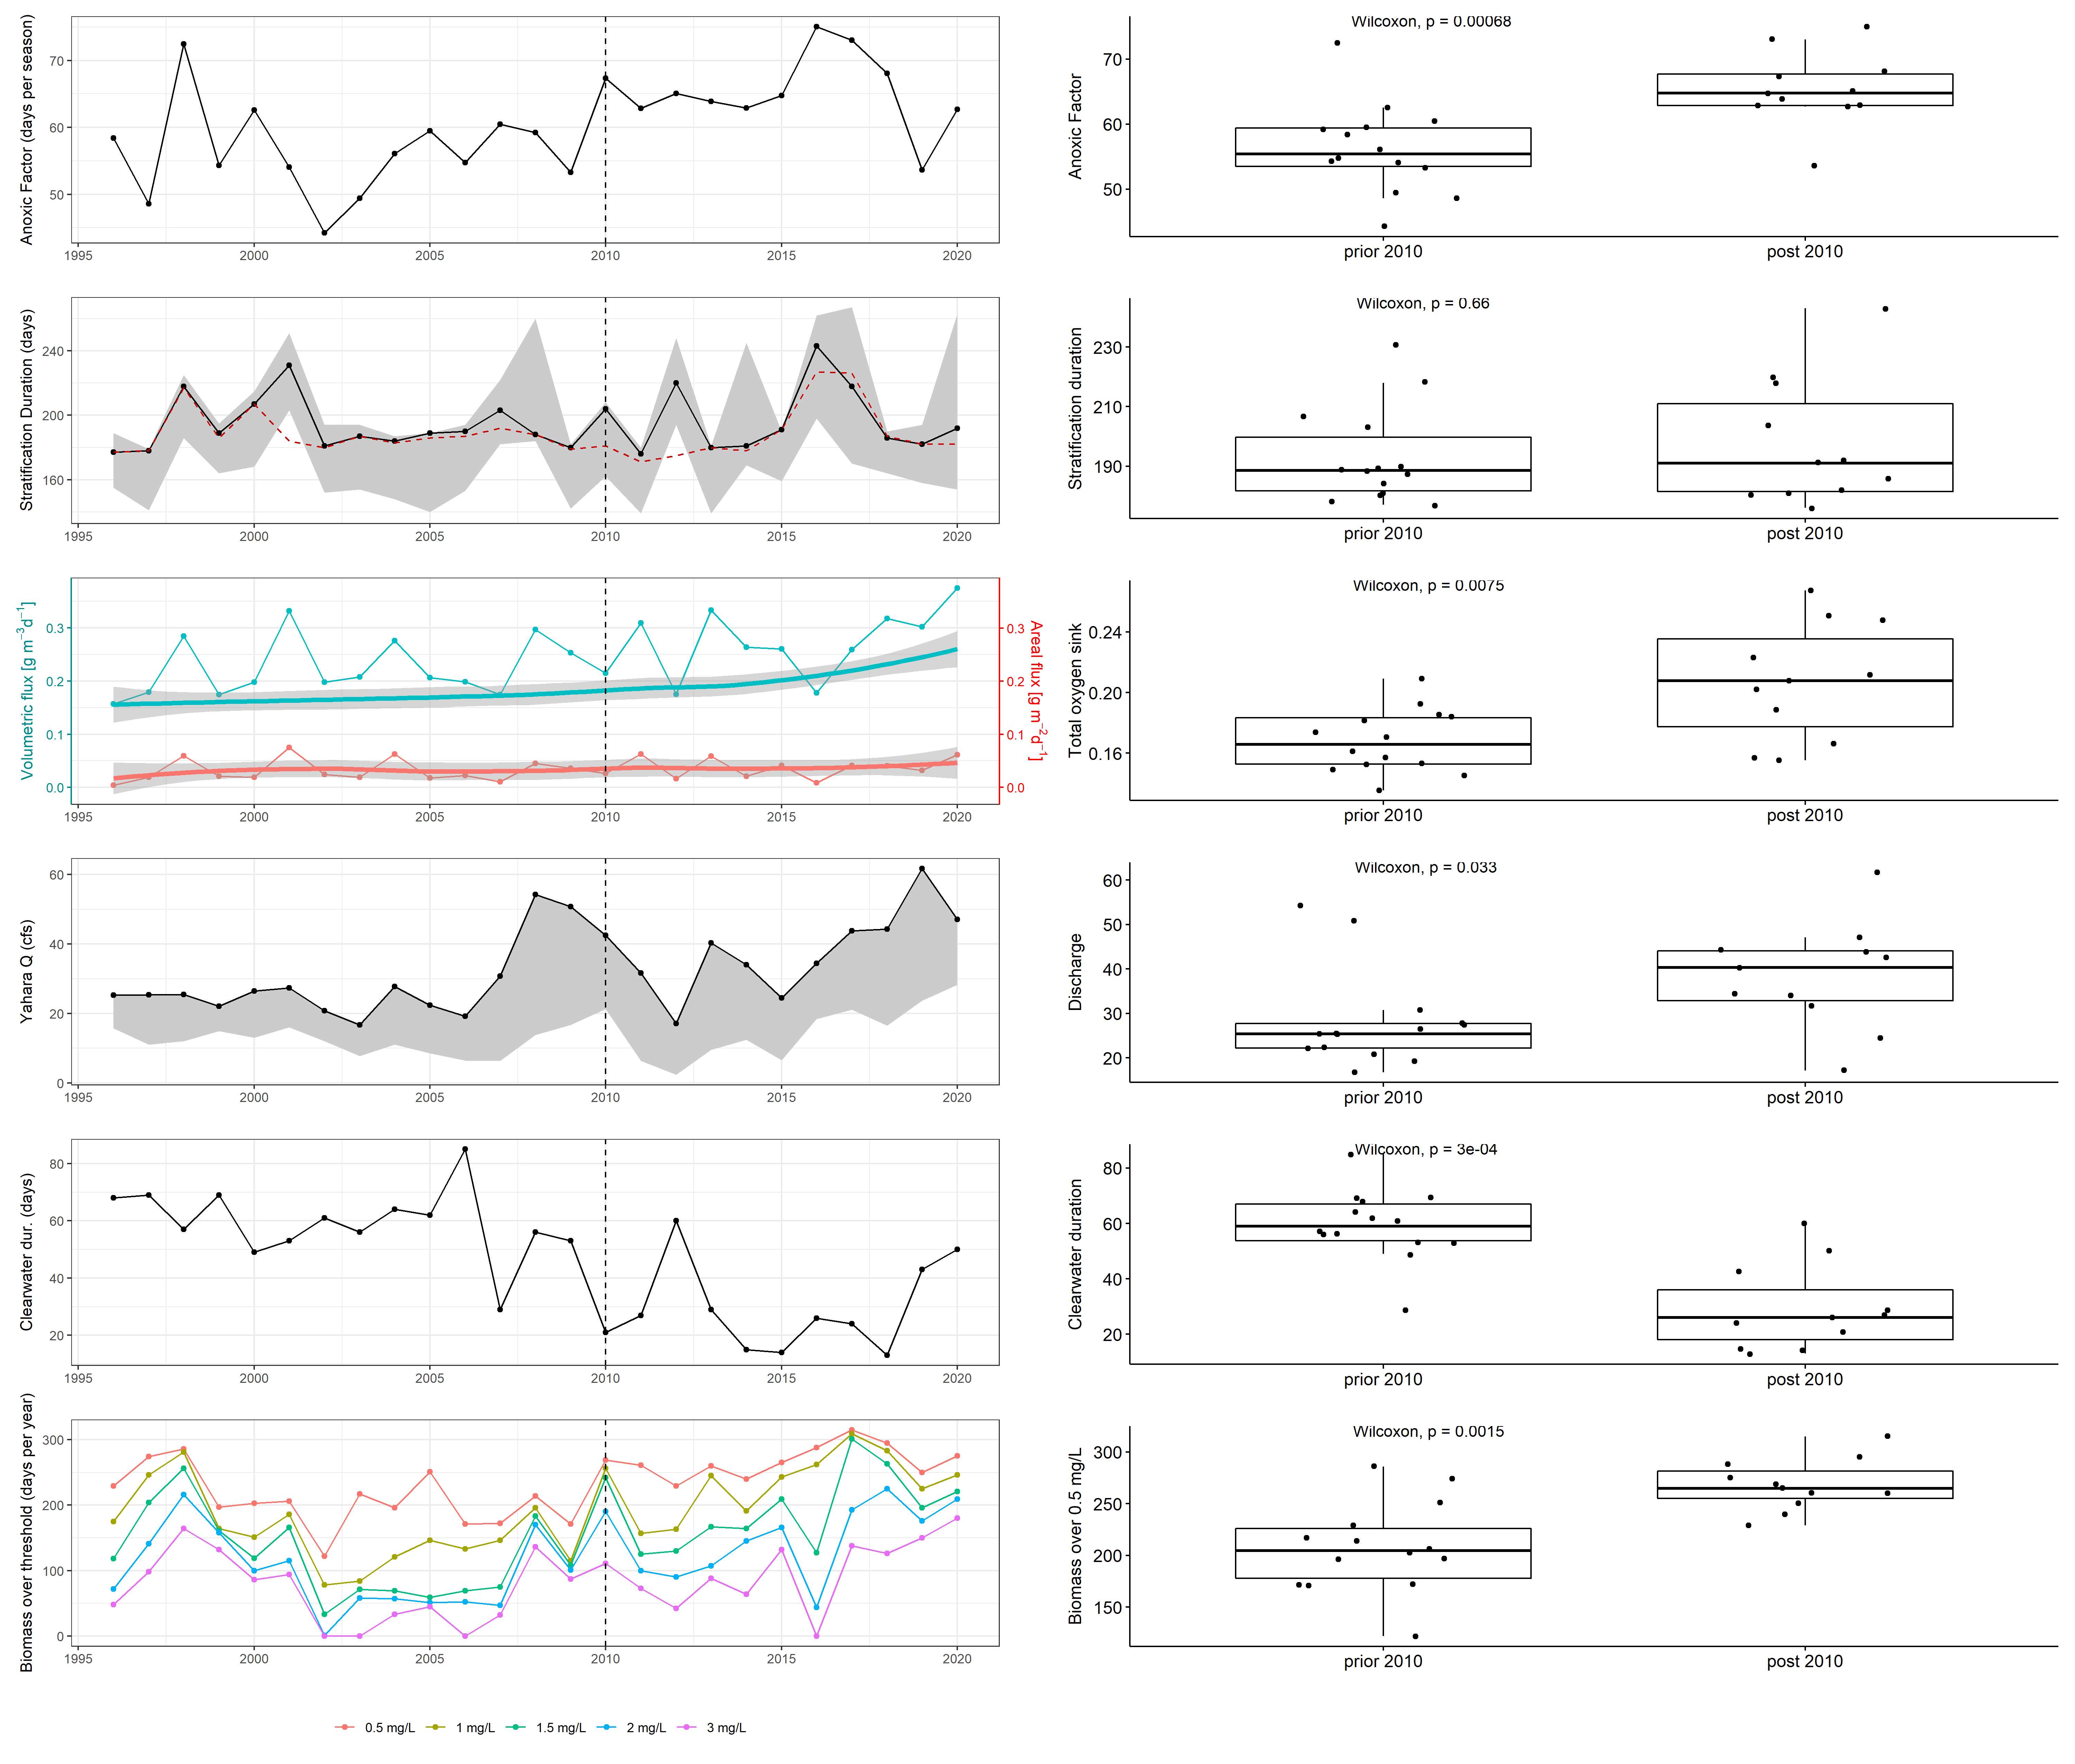 Anoxic Factor (days per season)
70
60
50
1995 2000 2005 2010 2015 2020
Wilcoxon, p = 0.00068
Anoxic Factor
70
60
50
prior 2010 post 2010
Stratification Duration (days)
240
200
160
1995 2000 2005 2010 2015 2020
Wilcoxon, p = 0.66
Stratification duration
230
210
190
prior 2010 post 2010
Volumetric flux [g m⁻³d⁻¹]
0.3
0.2
0.1
0.0
Areal flux [g m⁻²d⁻¹]
0.3
0.2
0.1
0.0
1995 2000 2005 2010 2015 2020
Wilcoxon, p = 0.0075
Total oxygen sink
0.24
0.20
0.16
prior 2010 post 2010
Yahara Q (cfs)
60
40
20
0
1995 2000 2005 2010 2015 2020
Wilcoxon, p = 0.033
Discharge
60
50
40
30
20
prior 2010 post 2010
Clearwater dur. (days)
80
60
40
20
1995 2000 2005 2010 2015 2020
Wilcoxon, p = 3e-04
Clearwater duration
80
60
40
20
prior 2010 post 2010
Biomass over threshold (days per year)
300
200
100
0
1995 2000 2005 2010 2015 2020
Wilcoxon, p = 0.0015
Biomass over 0.5 mg/L
300
250
200
150
prior 2010 post 2010
0.5 mg/L 1 mg/L 1.5 mg/L 2 mg/L 3 mg/L